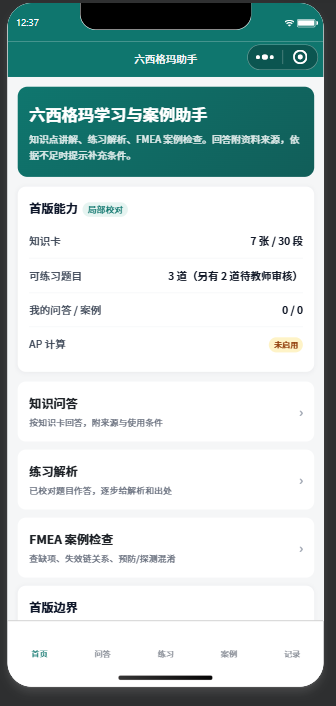 12:37
六西格玛助手
六西格玛学习与案例助手
知识点讲解、练习解析、FMEA 案例检查。回答附资料来源，依
据不足时提示补充条件。
首版能力 局部校对
知识卡 7 张 / 30 段
可练习题目 3 道（另有 2 道待教师审核）
我的问答 / 案例 0 / 0
AP 计算 未启用
知识问答
按知识卡回答，附来源与使用条件
练习解析
已校对题目作答，逐步给解析和出处
FMEA 案例检查
查缺项、失效链关系、预防/探测混淆
首版边界
首页 问答 练习 案例 记录